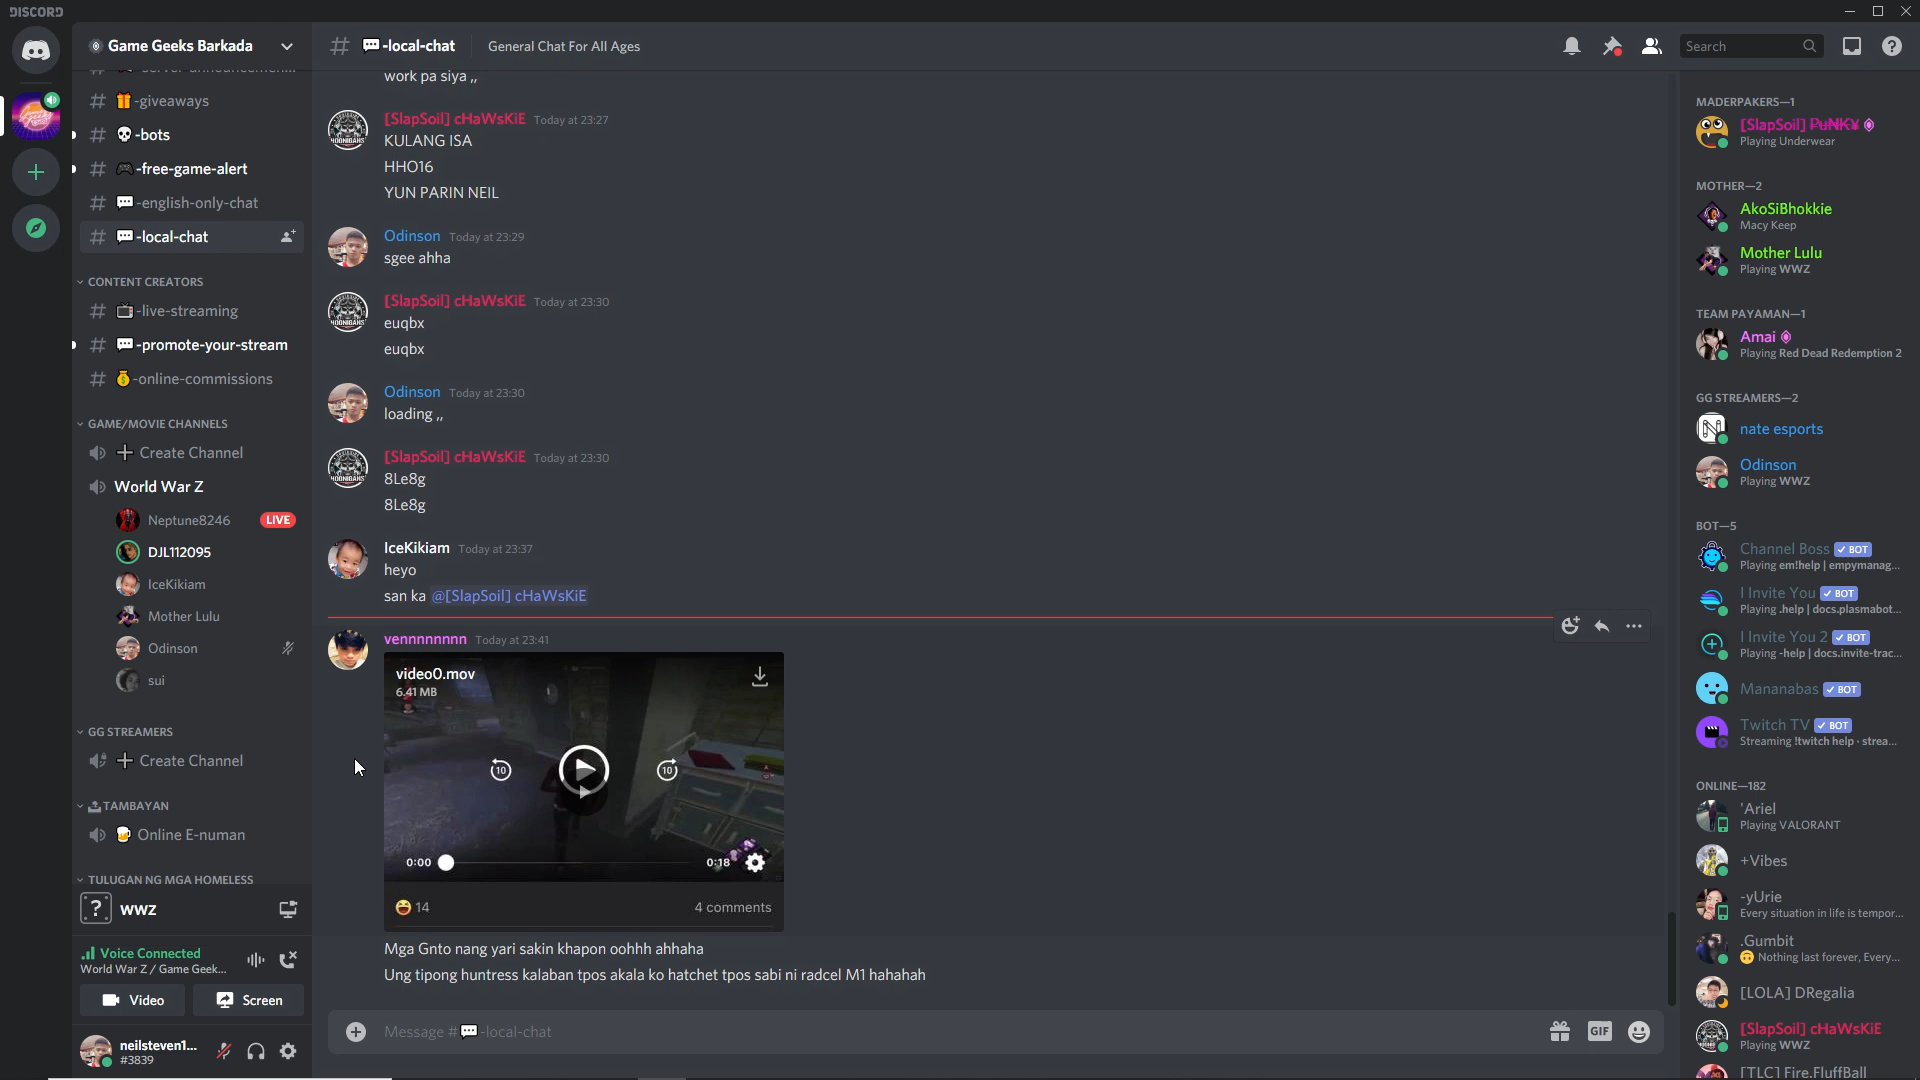 DISCORD
Game Geeks Barkada
-giveaways
-bots
-free-game-alert
-english-only-chat
-local-chat
CONTENT CREATORS
-live-streaming
-promote-your-stream
-online-commissions
GAME/MOVIE CHANNELS
Create Channel
World War Z
Neptune8246 LIVE
DJL112095
IceKikiam
Mother Lulu
Odinson
sui
GG STREAMERS
Create Channel
TAMBAYAN
Online E-numan
TULUGAN NG MGA HOMELESS
? WWZ
Voice Connected
World War Z / Game Geek...
Video Screen
neilsteven1...
#3839
# -local-chat General Chat For All Ages
Search
work pa siya ,,
[SlapSoil] cHaWsKiE Today at 23:27
KULANG ISA
HHO16
YUN PARIN NEIL
Odinson Today at 23:29
sgee ahha
[SlapSoil] cHaWsKiE Today at 23:30
euqbx
euqbx
Odinson Today at 23:30
loading ,,
[SlapSoil] cHaWsKiE Today at 23:30
8Le8g
8Le8g
IceKikiam Today at 23:37
heyo
san ka @[SlapSoil] cHaWsKiE
vennnnnnnn Today at 23:41
video0.mov
6.41 MB
10 10
0:00 0:18
14 4 comments
Mga Gnto nang yari sakin khapon oohhh ahhaha
Ung tipong huntress kalaban tpos akala ko hatchet tpos sabi ni radcel M1 hahahah
Message # -local-chat
GIF
MADERPAKERS—1
[SlapSoil] ₽u₦K¥
Playing Underwear
MOTHER—2
AkoSiBhokkie
Macy Keep
Mother Lulu
Playing WWZ
TEAM PAYAMAN—1
Amai
Playing Red Dead Redemption 2
GG STREAMERS—2
nate esports
Odinson
Playing WWZ
BOT—5
Channel Boss BOT
Playing em!help | empymanag...
I Invite You BOT
Playing .help | docs.plasmabot...
I Invite You 2 BOT
Playing -help | docs.invite-trac...
Mananabas BOT
Twitch TV BOT
Streaming !twitch help · strea...
ONLINE—182
'Ariel
Playing VALORANT
+Vibes
-yUrie
Every situation in life is tempor...
.Gumbit
Nothing last forever, Every...
[LOLA] DRegalia
[SlapSoil] cHaWsKiE
Playing WWZ
[TLC] Fire.FluffBall